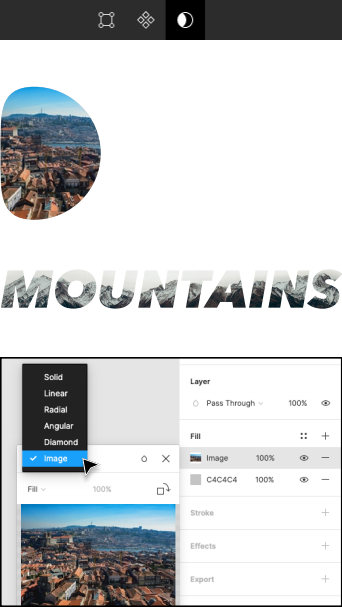 MOUNTAINS
Solid
Linear
Radial
Angular
Diamond
Image
Fill
100%
Layer
Pass Through
100%
Fill
Image
100%
C4C4C4
100%
Stroke
Effects
Export